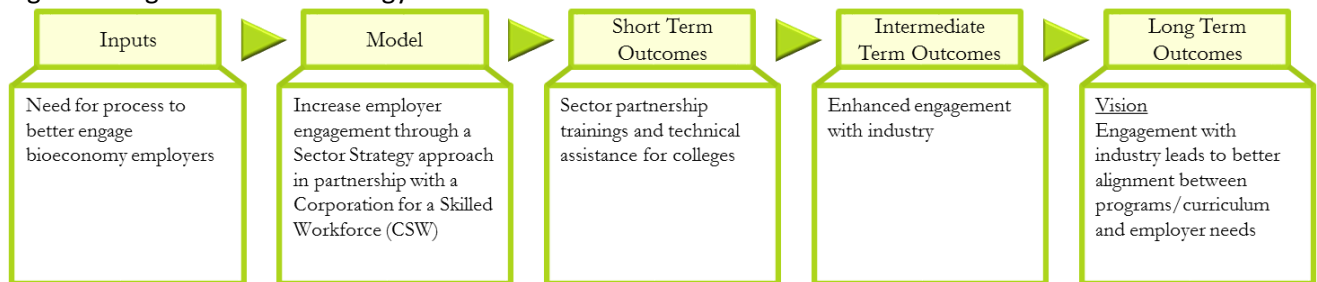 Inputs
Model
Short Term
Outcomes
Intermediate
Term Outcomes
Long Term
Outcomes
Need for process to
better engage
bioeconomy employers
Increase employer
engagement through a
Sector Strategy approach
in partnership with a
Corporation for a Skilled
Workforce (CSW)
Sector partnership
trainings and technical
assistance for colleges
Enhanced engagement
with industry
Vision
Engagement with
industry leads to better
alignment between
programs/curriculum
and employer needs